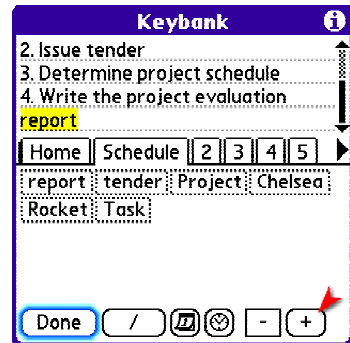 Keybank i
2. Issue tender
3. Determine project schedule
4. Write the project evaluation
report
Home Schedule 2 3 4 5
report tender Project Chelsea
Rocket Task
Done / - +